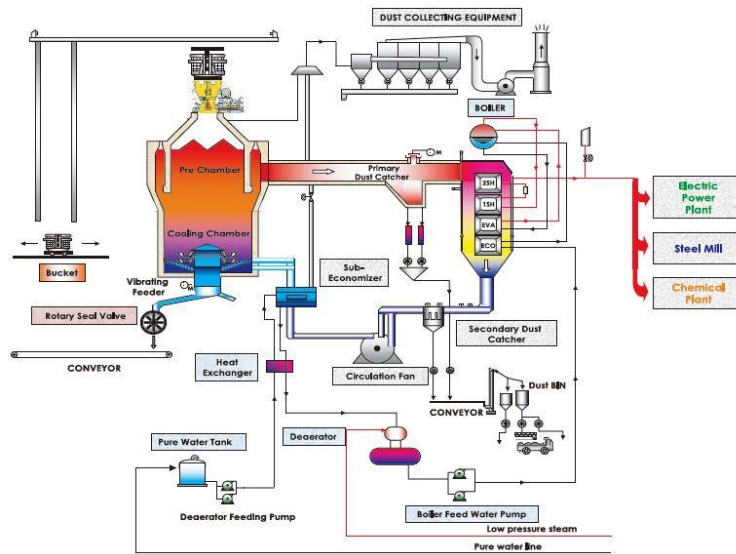 DUST COLLECTING EQUIPMENT
BOILER
Pre Chamber
Primary
Dust Catcher
2SH
1SH
EVA
ECO
Electric
Power
Plant
Steel Mill
Chemical
Plant
Cooling Chamber
Bucket
Vibrating
Feeder
M
M
Rotary Seal Valve
CONVEYOR
Sub-
Economizer
Heat
Exchanger
Circulation Fan
Secondary Dust
Catcher
CONVEYOR
Dust BIN
Pure Water Tank
Deaerator
Deaerator Feeding Pump
Boiler Feed Water Pump
Low pressure steam
Pure water line